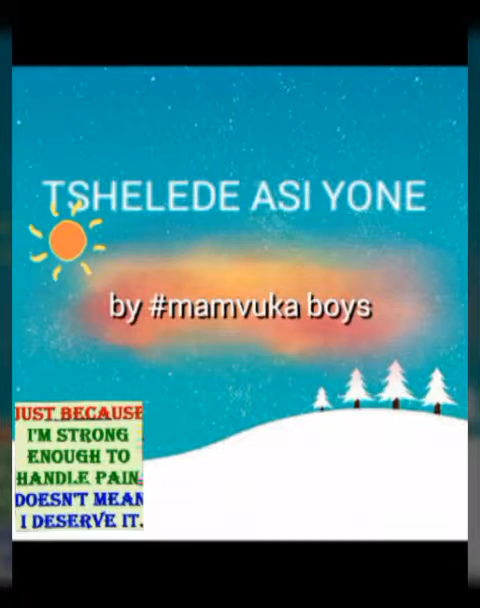 TSHELEDE ASI YONE
by #mamvuka boys
JUST BECAUSE
I'M STRONG
ENOUGH TO
HANDLE PAIN,
DOESN'T MEAN
I DESERVE IT.